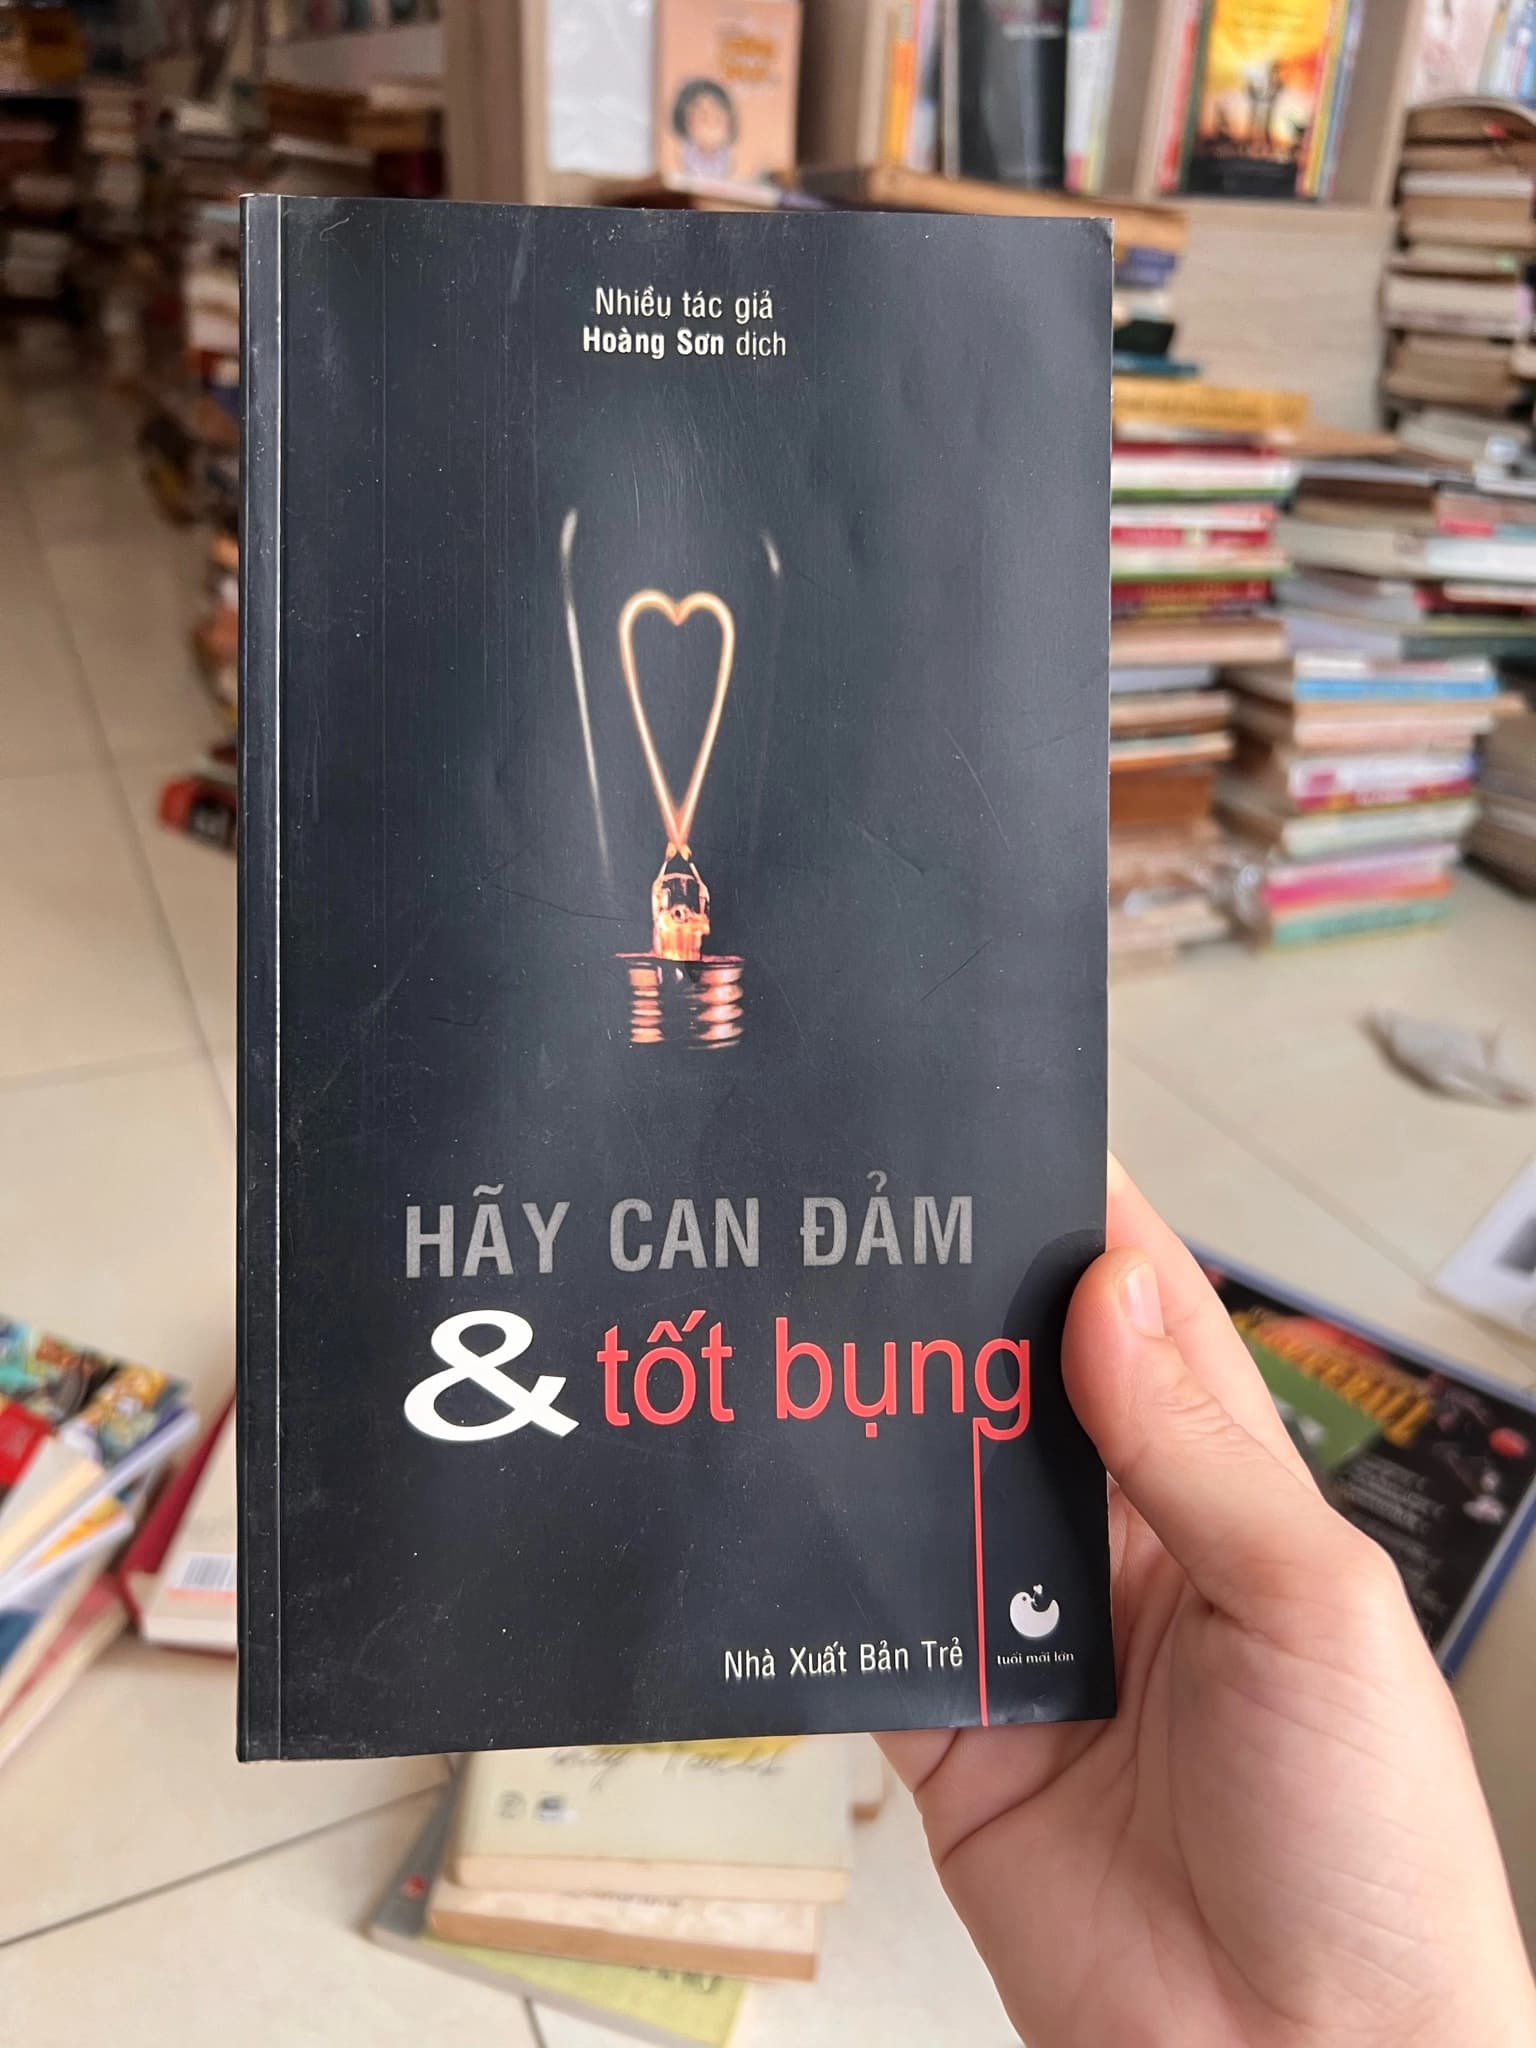 Nhiều tác giả
Hoàng Sơn dịch
HÃY CAN ĐẢM
& tốt bụng
Nhà Xuất Bản Trẻ
tuổi mới lớn